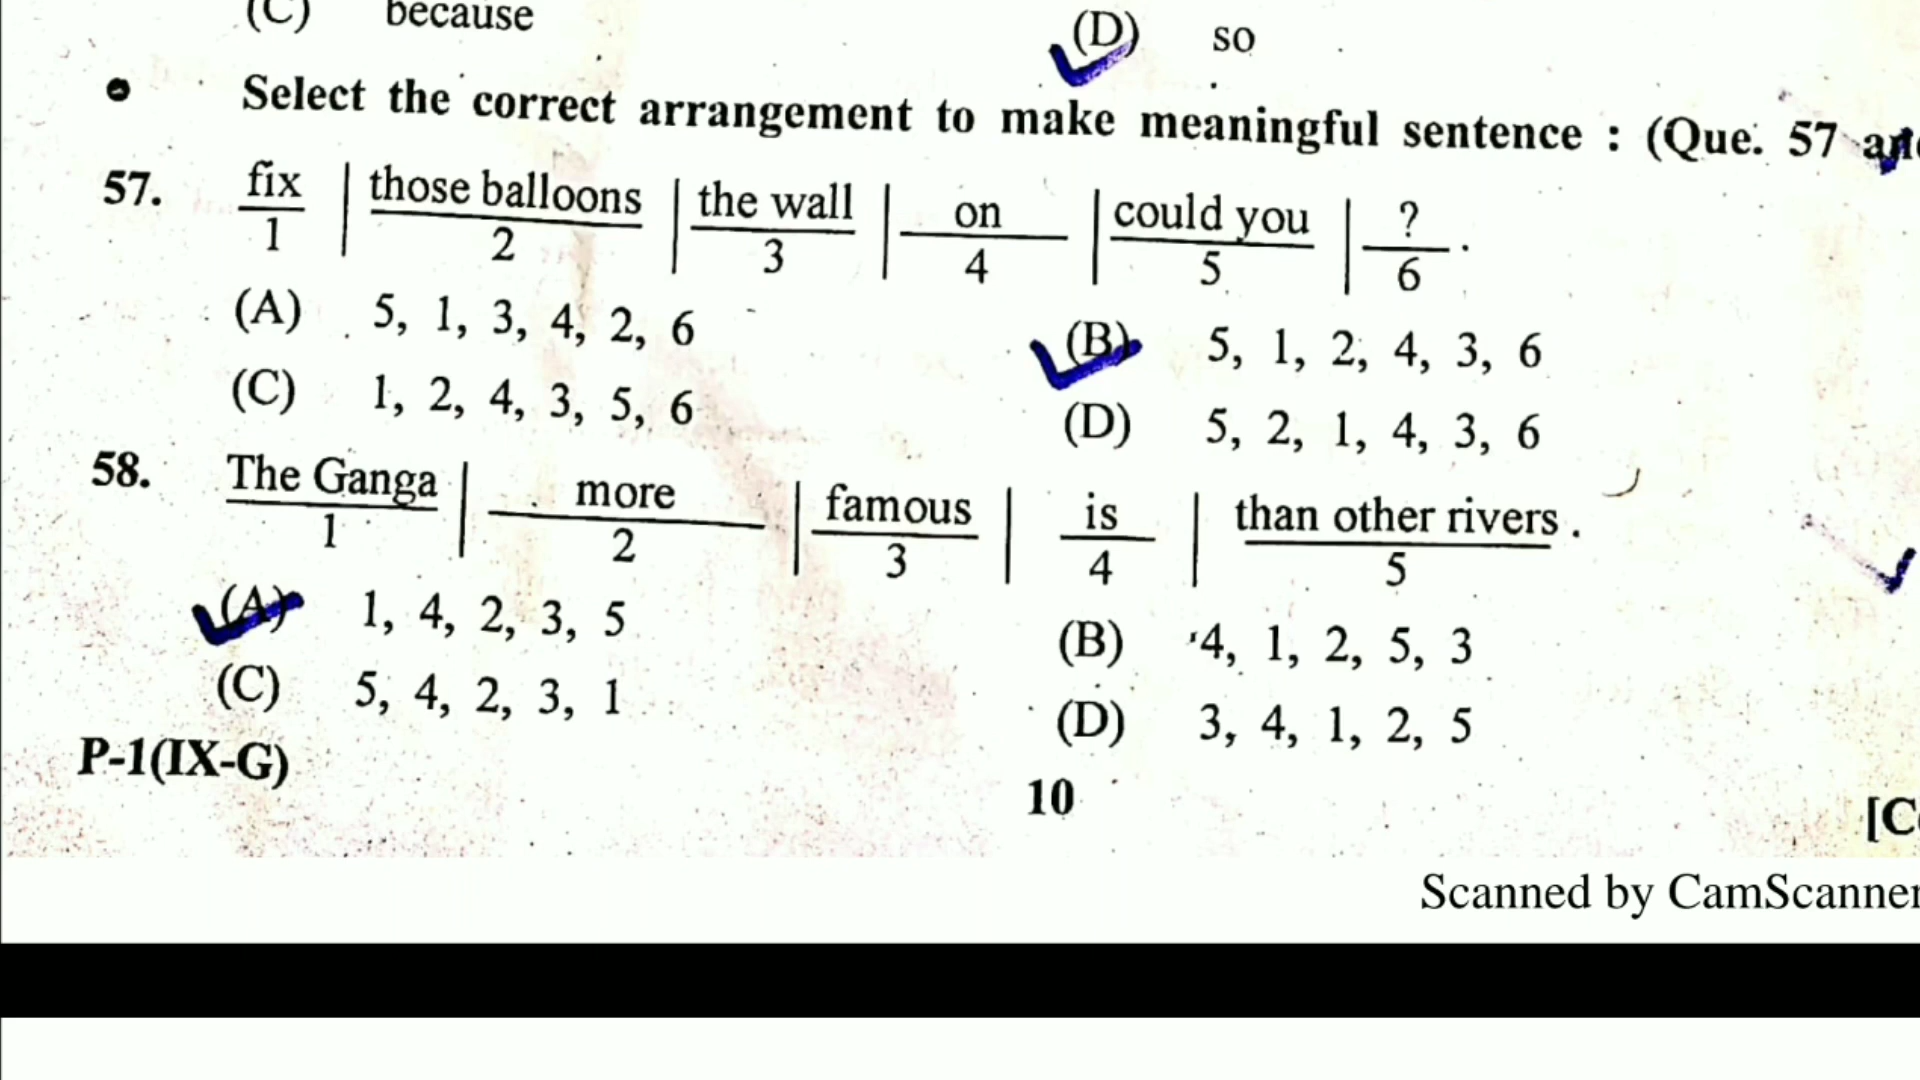 (C) because
(D) so
Select the correct arrangement to make meaningful sentence : (Que. 57
57. fix | those balloons | the wall | on | could you | ? .
1 2 3 4 5 6
(A) 5, 1, 3, 4, 2, 6
(B) 5, 1, 2, 4, 3, 6
(C) 1, 2, 4, 3, 5, 6
(D) 5, 2, 1, 4, 3, 6
58. The Ganga | more | famous | is | than other rivers .
1 2 3 4 5
(A) 1, 4, 2, 3, 5
(B) 4, 1, 2, 5, 3
(C) 5, 4, 2, 3, 1
(D) 3, 4, 1, 2, 5
P-1(IX-G)
10
Scanned by CamScanner